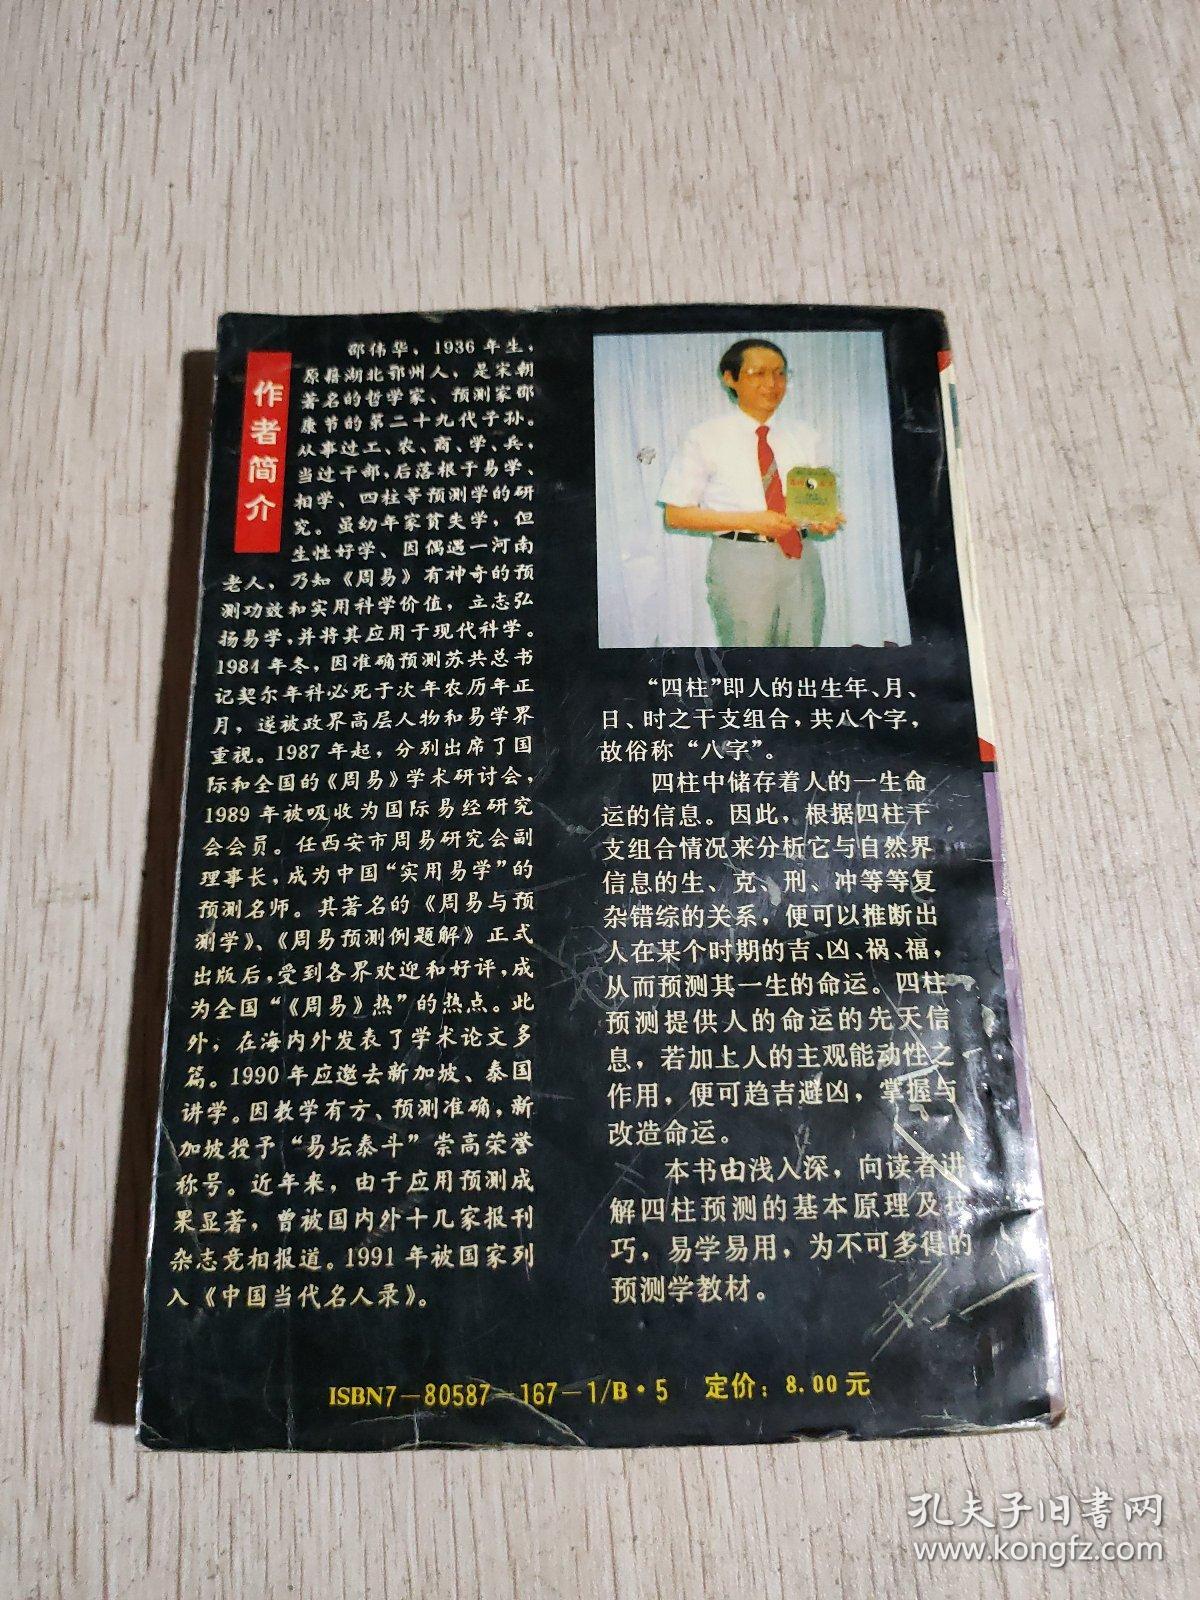 作者简介
邵伟华，1936年生，
原籍湖北鄂州人，是宋朝
著名的哲学家、预测家邵
康节的第二十九代子孙。
从事过工、农、商、学、兵，
当过干部，后落根于易学、
相学、四柱等预测学的研
究。虽幼年家贫失学，但
生性好学、因偶遇一河南
老人，乃知《周易》有神奇的预
测功效和实用科学价值，立志弘
扬易学，并将其应用于现代科学。
1984年冬，因准确预测苏共总书
记契尔年科必死于次年农历年正
月，遂被政界高层人物和易学界
重视。1987年起，分别出席了国
际和全国的《周易》学术研讨会，
1989年被吸收为国际易经研究
会会员。任西安市周易研究会副
理事长，成为中国“实用易学”的
预测名师。其著名的《周易与预
测学》、《周易预测例题解》正式
出版后，受到各界欢迎和好评，成
为全国“《周易》热”的热点。此
外，在海内外发表了学术论文多
篇。1990年应邀去新加坡、泰国
讲学。因教学有方、预测准确，新
加坡授予“易坛泰斗”崇高荣誉
称号。近年来，由于应用预测成
果显著，曾被国内外十几家报刊
杂志竞相报道。1991年被国家列
入《中国当代名人录》。
“四柱”即人的出生年、月、
日、时之干支组合，共八个字，
故俗称“八字”。
四柱中储存着人的一生命
运的信息。因此，根据四柱干
支组合情况来分析它与自然界
信息的生、克、刑、冲等等复
杂错综的关系，便可以推断出
人在某个时期的吉、凶、祸、福，
从而预测其一生的命运。四柱
预测提供人的命运的先天信
息，若加上人的主观能动性之
作用，便可趋吉避凶，掌握与
改造命运。
本书由浅入深，向读者讲
解四柱预测的基本原理及技
巧，易学易用，为不可多得的
预测学教材。
ISBN7-80587-167-1/B·5 定价：8.00元
孔夫子旧书网
www.kongfz.com